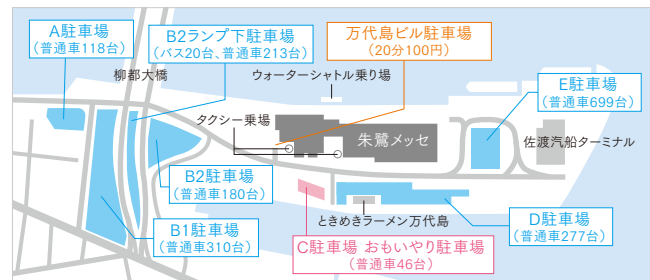 A駐車場
(普通車118台)
B2ランプ下駐車場
(バス20台、普通車213台)
万代島ビル駐車場
(20分100円)
柳都大橋
ウォーターシャトル乗り場
E駐車場
(普通車699台)
タクシー乗場
朱鷺メッセ
佐渡汽船ターミナル
B2駐車場
(普通車180台)
ときめきラーメン万代島
B1駐車場
(普通車310台)
C駐車場 おもいやり駐車場
(普通車46台)
D駐車場
(普通車277台)